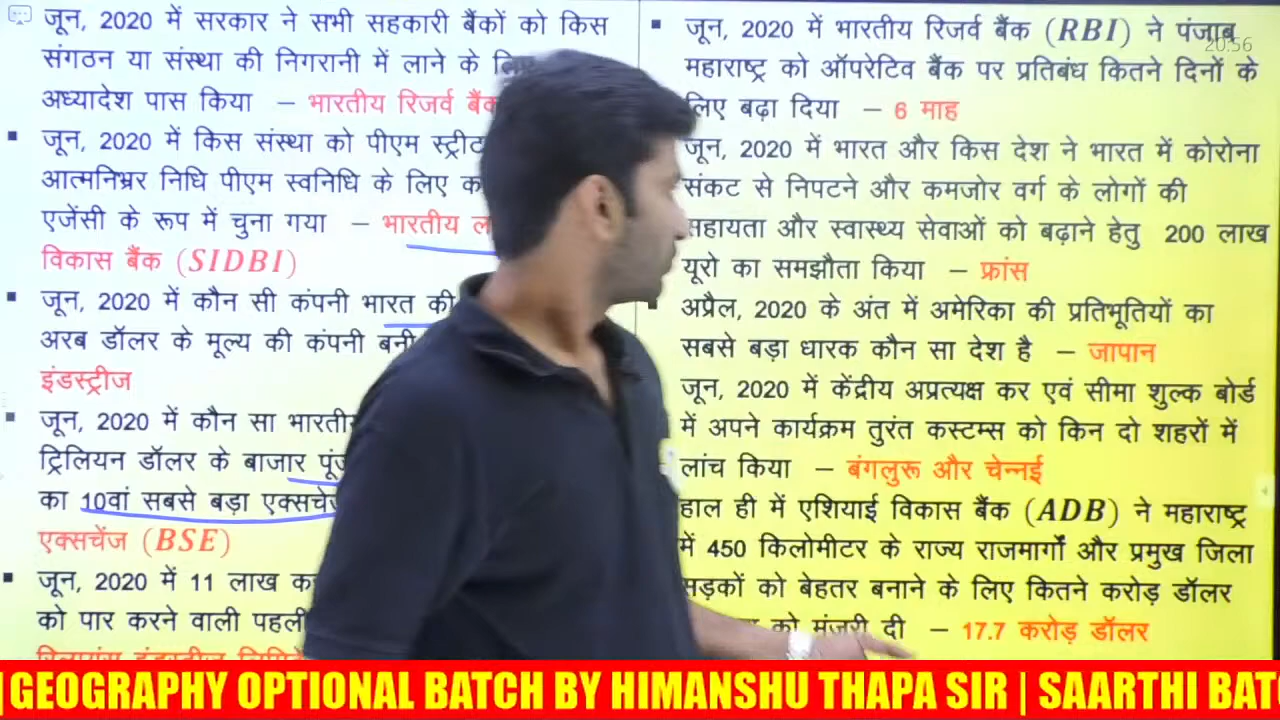 जून, 2020 में सरकार ने सभी सहकारी बैंकों को किस
संगठन या संस्था की निगरानी में लाने के लिए
अध्यादेश पास किया – भारतीय रिजर्व बैंक
जून, 2020 में किस संस्था को पीएम स्ट्रीट
आत्मनिभ्रर निधि पीएम स्वनिधि के लिए
एजेंसी के रूप में चुना गया – भारतीय
विकास बैंक (SIDBI)
जून, 2020 में कौन सी कंपनी भारत की
अरब डॉलर के मूल्य की कंपनी बनी
इंडस्ट्रीज
जून, 2020 में कौन सा भारतीय
ट्रिलियन डॉलर के बाजार
का 10वां सबसे बड़ा एक्सचेंज
एक्सचेंज (BSE)
जून, 2020 में 11 लाख
को पार करने वाली पहली
रिलायंस इंडस्ट्रीज
जून, 2020 में भारतीय रिजर्व बैंक (RBI) ने पंजाब
20:56
महाराष्ट्र को ऑपरेटिव बैंक पर प्रतिबंध कितने दिनों के
लिए बढ़ा दिया – 6 माह
जून, 2020 में भारत और किस देश ने भारत में कोरोना
संकट से निपटने और कमजोर वर्ग के लोगों की
सहायता और स्वास्थ्य सेवाओं को बढ़ाने हेतु 200 लाख
यूरो का समझौता किया – फ्रांस
अप्रैल, 2020 के अंत में अमेरिका की प्रतिभूतियों का
सबसे बड़ा धारक कौन सा देश है – जापान
जून, 2020 में केंद्रीय अप्रत्यक्ष कर एवं सीमा शुल्क बोर्ड
में अपने कार्यक्रम तुरंत कस्टम्स को किन दो शहरों में
लांच किया – बंगलुरू और चेन्नई
हाल ही में एशियाई विकास बैंक (ADB) ने महाराष्ट्र
में 450 किलोमीटर के राज्य राजमार्गों और प्रमुख जिला
सड़कों को बेहतर बनाने के लिए कितने करोड़ डॉलर
को मंजूरी दी – 17.7 करोड़ डॉलर
GEOGRAPHY OPTIONAL BATCH BY HIMANSHU THAPA SIR | SAARTHI